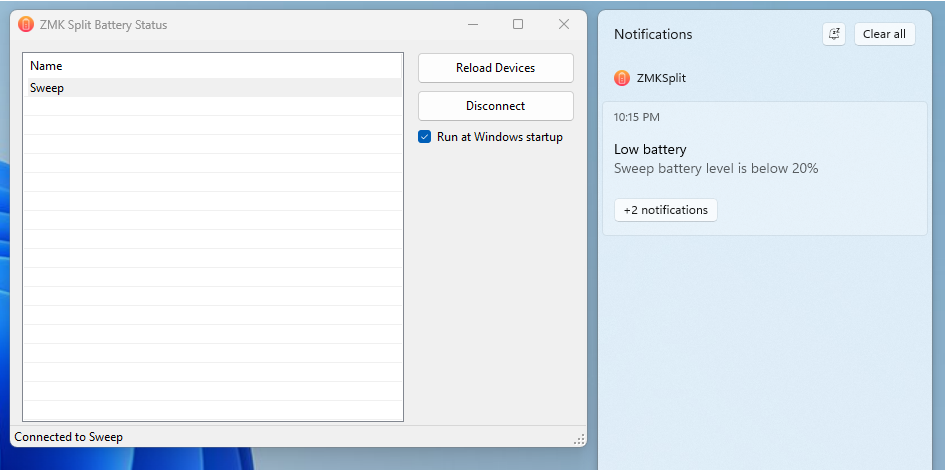 ZMK Split Battery Status
Name
Sweep
Reload Devices
Disconnect
Run at Windows startup
Connected to Sweep
Notifications
Clear all
ZMKSplit
10:15 PM
Low battery
Sweep battery level is below 20%
+2 notifications